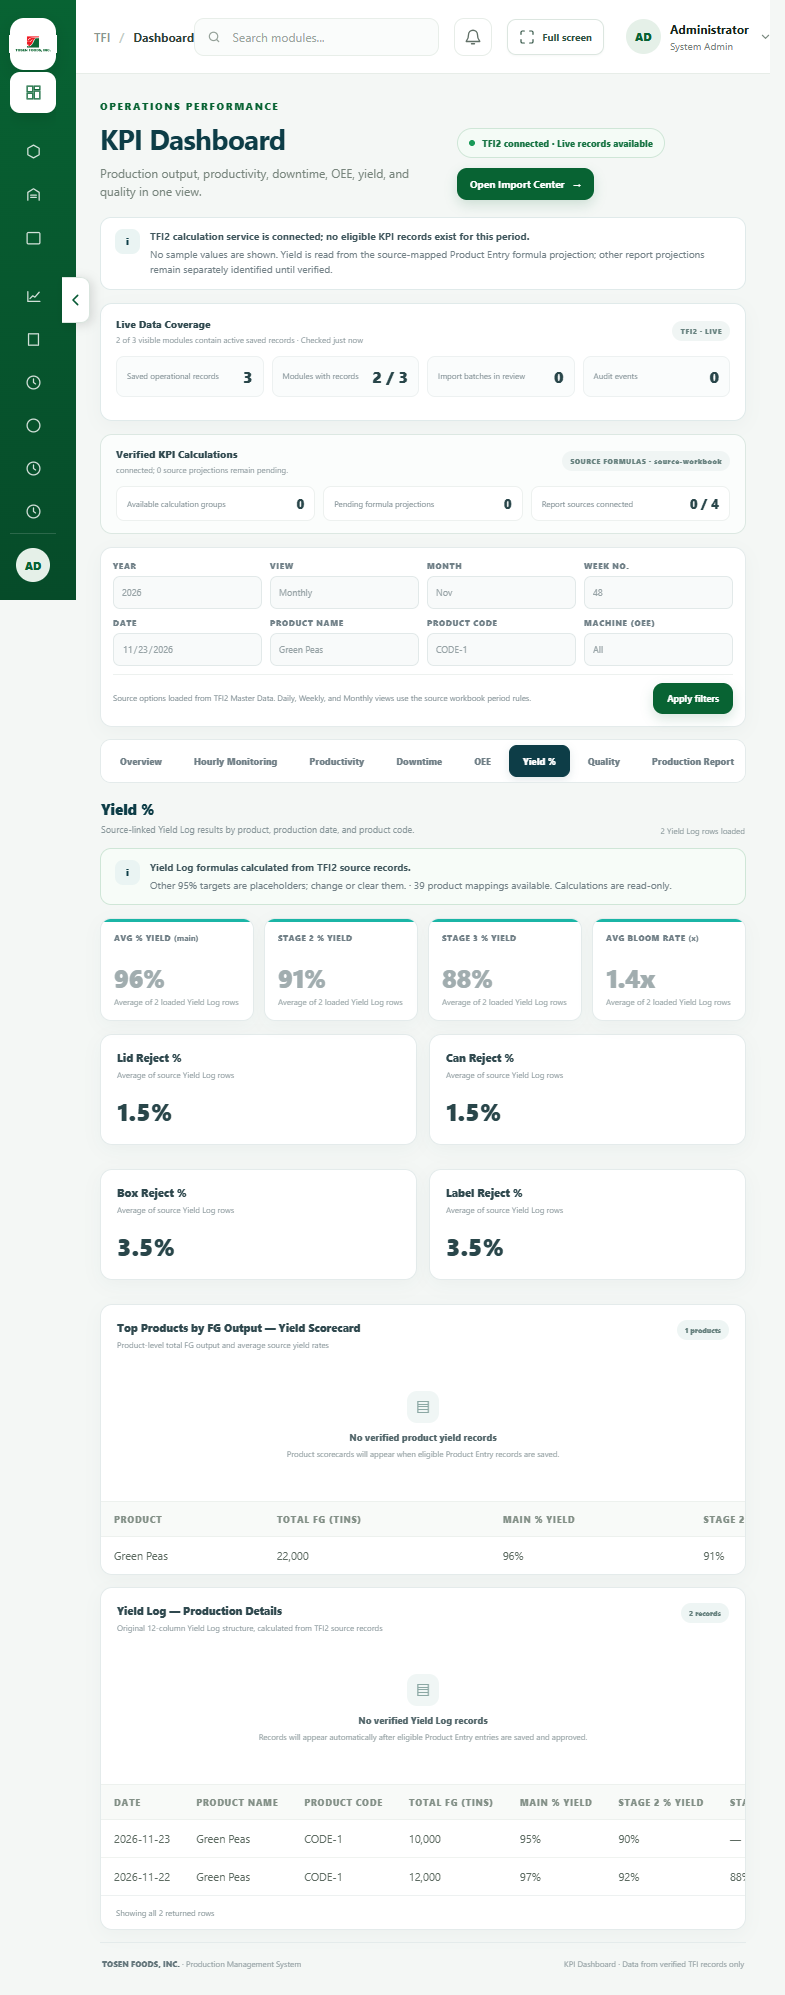 TOSEN FOODS, INC.
TFI / Dashboard
Search modules...
Full screen
AD
Administrator
System Admin
OPERATIONS PERFORMANCE
KPI Dashboard
Production output, productivity, downtime, OEE, yield, and
quality in one view.
TFI2 connected · Live records available
Open Import Center →
i
TFI2 calculation service is connected; no eligible KPI records exist for this period.
No sample values are shown. Yield is read from the source-mapped Product Entry formula projection; other report projections
remain separately identified until verified.
Live Data Coverage
2 of 3 visible modules contain active saved records · Checked just now
TFI2 · LIVE
Saved operational records 3
Modules with records 2 / 3
Import batches in review 0
Audit events 0
Verified KPI Calculations
connected; 0 source projections remain pending.
SOURCE FORMULAS · source-workbook
Available calculation groups 0
Pending formula projections 0
Report sources connected 0 / 4
AD
YEAR VIEW MONTH WEEK NO.
2026 Monthly Nov 48
DATE PRODUCT NAME PRODUCT CODE MACHINE (OEE)
11/23/2026 Green Peas CODE-1 All
Source options loaded from TFI2 Master Data. Daily, Weekly, and Monthly views use the source workbook period rules.
Apply filters
Overview Hourly Monitoring Productivity Downtime OEE Yield % Quality Production Report
Yield %
Source-linked Yield Log results by product, production date, and product code.
2 Yield Log rows loaded
i
Yield Log formulas calculated from TFI2 source records.
Other 95% targets are placeholders; change or clear them. · 39 product mappings available. Calculations are read-only.
AVG % YIELD (main)
96%
Average of 2 loaded Yield Log rows
STAGE 2 % YIELD
91%
Average of 2 loaded Yield Log rows
STAGE 3 % YIELD
88%
Average of 2 loaded Yield Log rows
AVG BLOOM RATE (x)
1.4x
Average of 2 loaded Yield Log rows
Lid Reject %
Average of source Yield Log rows
1.5%
Can Reject %
Average of source Yield Log rows
1.5%
Box Reject %
Average of source Yield Log rows
3.5%
Label Reject %
Average of source Yield Log rows
3.5%
Top Products by FG Output — Yield Scorecard
Product-level total FG output and average source yield rates
1 products
No verified product yield records
Product scorecards will appear when eligible Product Entry records are saved.
PRODUCT TOTAL FG (TINS) MAIN % YIELD STAGE 2
Green Peas 22,000 96% 91%
Yield Log — Production Details
Original 12-column Yield Log structure, calculated from TFI2 source records
2 records
No verified Yield Log records
Records will appear automatically after eligible Product Entry entries are saved and approved.
DATE PRODUCT NAME PRODUCT CODE TOTAL FG (TINS) MAIN % YIELD STAGE 2 % YIELD STA
2026-11-23 Green Peas CODE-1 10,000 95% 90% —
2026-11-22 Green Peas CODE-1 12,000 97% 92% 88%
Showing all 2 returned rows
TOSEN FOODS, INC. · Production Management System
KPI Dashboard · Data from verified TFI records only